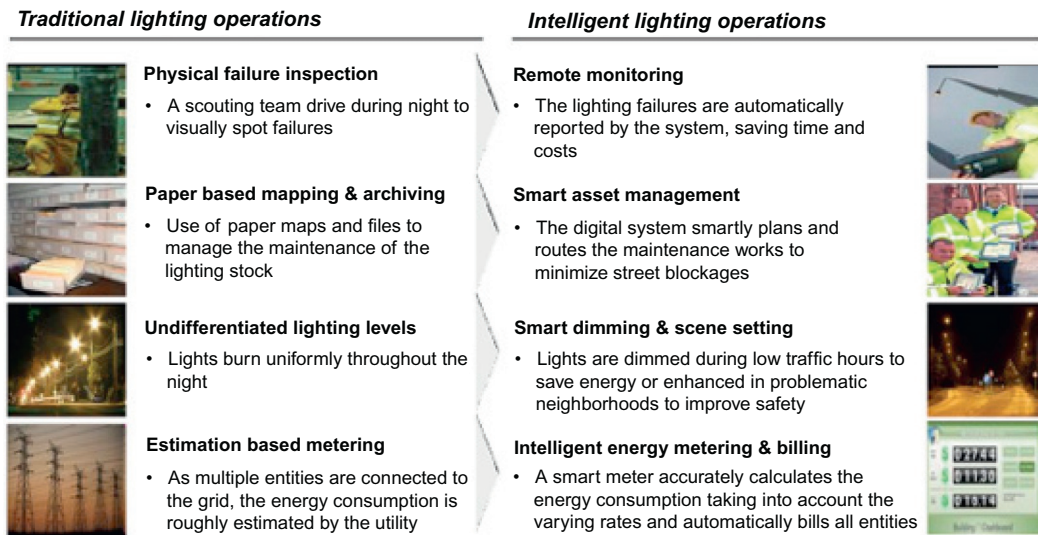 Traditional lighting operations
Intelligent lighting operations
Physical failure inspection
• A scouting team drive during night to
visually spot failures
Remote monitoring
• The lighting failures are automatically
reported by the system, saving time and
costs
Paper based mapping & archiving
• Use of paper maps and files to
manage the maintenance of the
lighting stock
Smart asset management
• The digital system smartly plans and
routes the maintenance works to
minimize street blockages
Undifferentiated lighting levels
• Lights burn uniformly throughout the
night
Smart dimming & scene setting
• Lights are dimmed during low traffic hours to
save energy or enhanced in problematic
neighborhoods to improve safety
Estimation based metering
• As multiple entities are connected to
the grid, the energy consumption is
roughly estimated by the utility
Intelligent energy metering & billing
• A smart meter accurately calculates the
energy consumption taking into account the
varying rates and automatically bills all entities